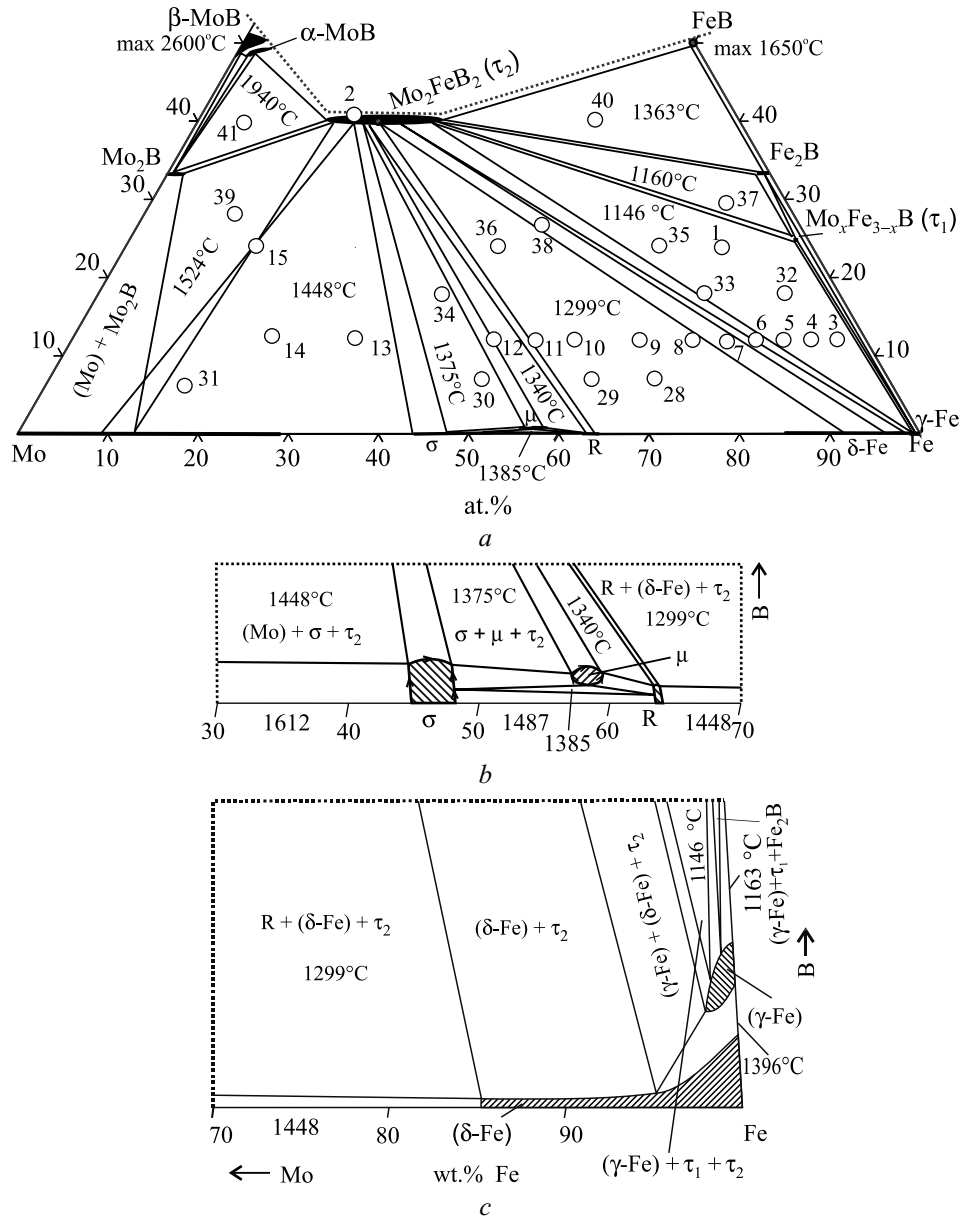 β-MoB
max 2600°C
α-MoB
FeB
max 1650°C
Mo₂FeB₂ (τ₂)
1940°C
2
40
1363°C
40
41
40
Mo₂B
Fe₂B
30
1160°C
37
30
MoₓFe₃₋ₓB (τ₁)
39
1146 °C
36
38
35
1
15
1524°C
20
1448°C
34
1299°C
33
32
20
(Mo) + Mo₂B
10
14
13
1375°C
12
11
10
9
8
7
6
5
4
3
10
31
30
1340°C
29
28
μ
γ-Fe
Mo
10
20
30
40
σ
50
60
R
70
80
90
δ-Fe
Fe
1385°C
at.%
a
1448°C
(Mo) + σ + τ₂
1375°C
σ + μ + τ₂
1340°C
R + (δ-Fe) + τ₂
1299°C
B
μ
30
1612
40
σ
50
1487
1385
60
R
1448
70
b
R + (δ-Fe) + τ₂
1299°C
(δ-Fe) + τ₂
(γ-Fe) + (δ-Fe) + τ₂
1146 °C
1163 °C
(γ-Fe)+τ₁+Fe₂B
B
(γ-Fe)
1396°C
70
1448
80
(δ-Fe)
90
Fe
(γ-Fe) + τ₁ + τ₂
Mo
wt.% Fe
c